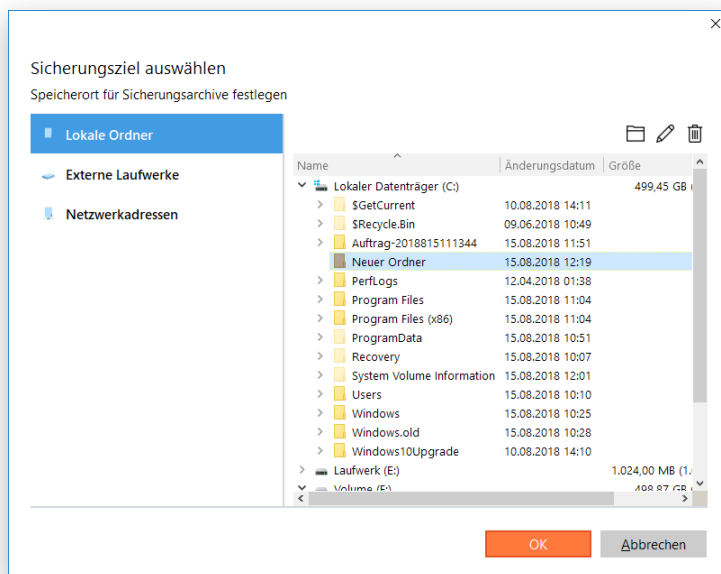 Sicherungsziel auswählen
Speicherort für Sicherungsarchive festlegen
Lokale Ordner
Externe Laufwerke
Netzwerkadressen
Name Änderungsdatum Größe
Lokaler Datenträger (C:) 499,45 GB (
$GetCurrent 10.08.2018 14:11
$Recycle.Bin 09.06.2018 10:49
Auftrag-2018815111344 15.08.2018 11:51
Neuer Ordner 15.08.2018 12:19
PerfLogs 12.04.2018 01:38
Program Files 15.08.2018 11:04
Program Files (x86) 15.08.2018 11:04
ProgramData 15.08.2018 10:51
Recovery 15.08.2018 10:07
System Volume Information 15.08.2018 12:01
Users 15.08.2018 10:10
Windows 15.08.2018 10:25
Windows.old 15.08.2018 10:28
Windows10Upgrade 10.08.2018 14:10
Laufwerk (E:) 1.024,00 MB (1.
Volume (F:) 498,87 GB
OK Abbrechen